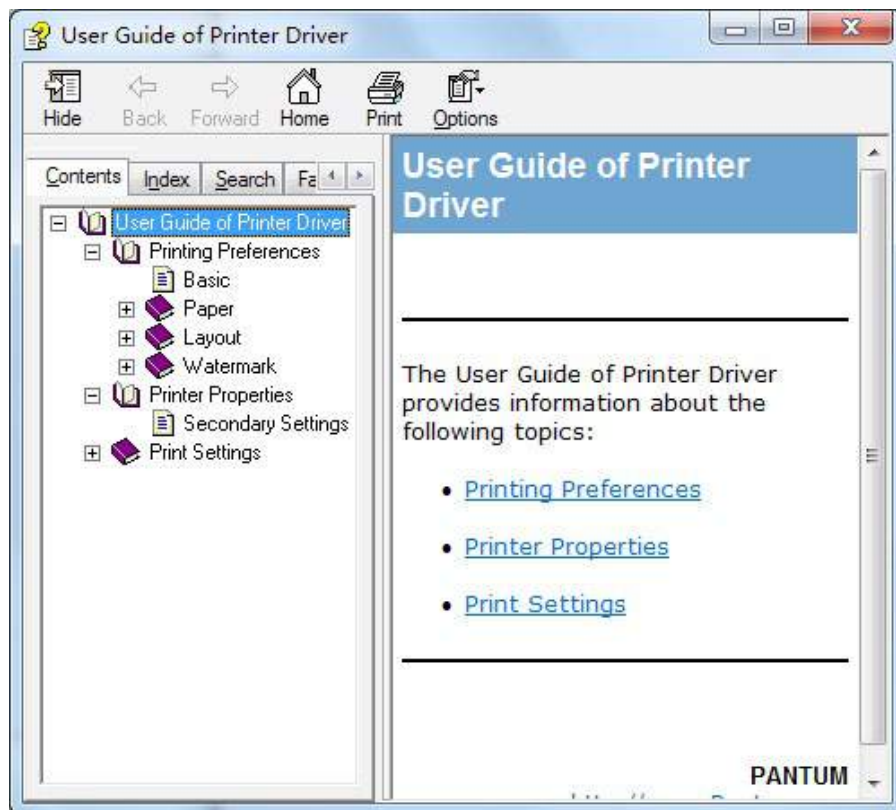 User Guide of Printer Driver
Hide Back Forward Home Print Options
Contents Index Search
User Guide of Printer Driver
Printing Preferences
Basic
Paper
Layout
Watermark
Printer Properties
Secondary Settings
Print Settings
User Guide of Printer
Driver
The User Guide of Printer Driver
provides information about the
following topics:
• Printing Preferences
• Printer Properties
• Print Settings
PANTUM